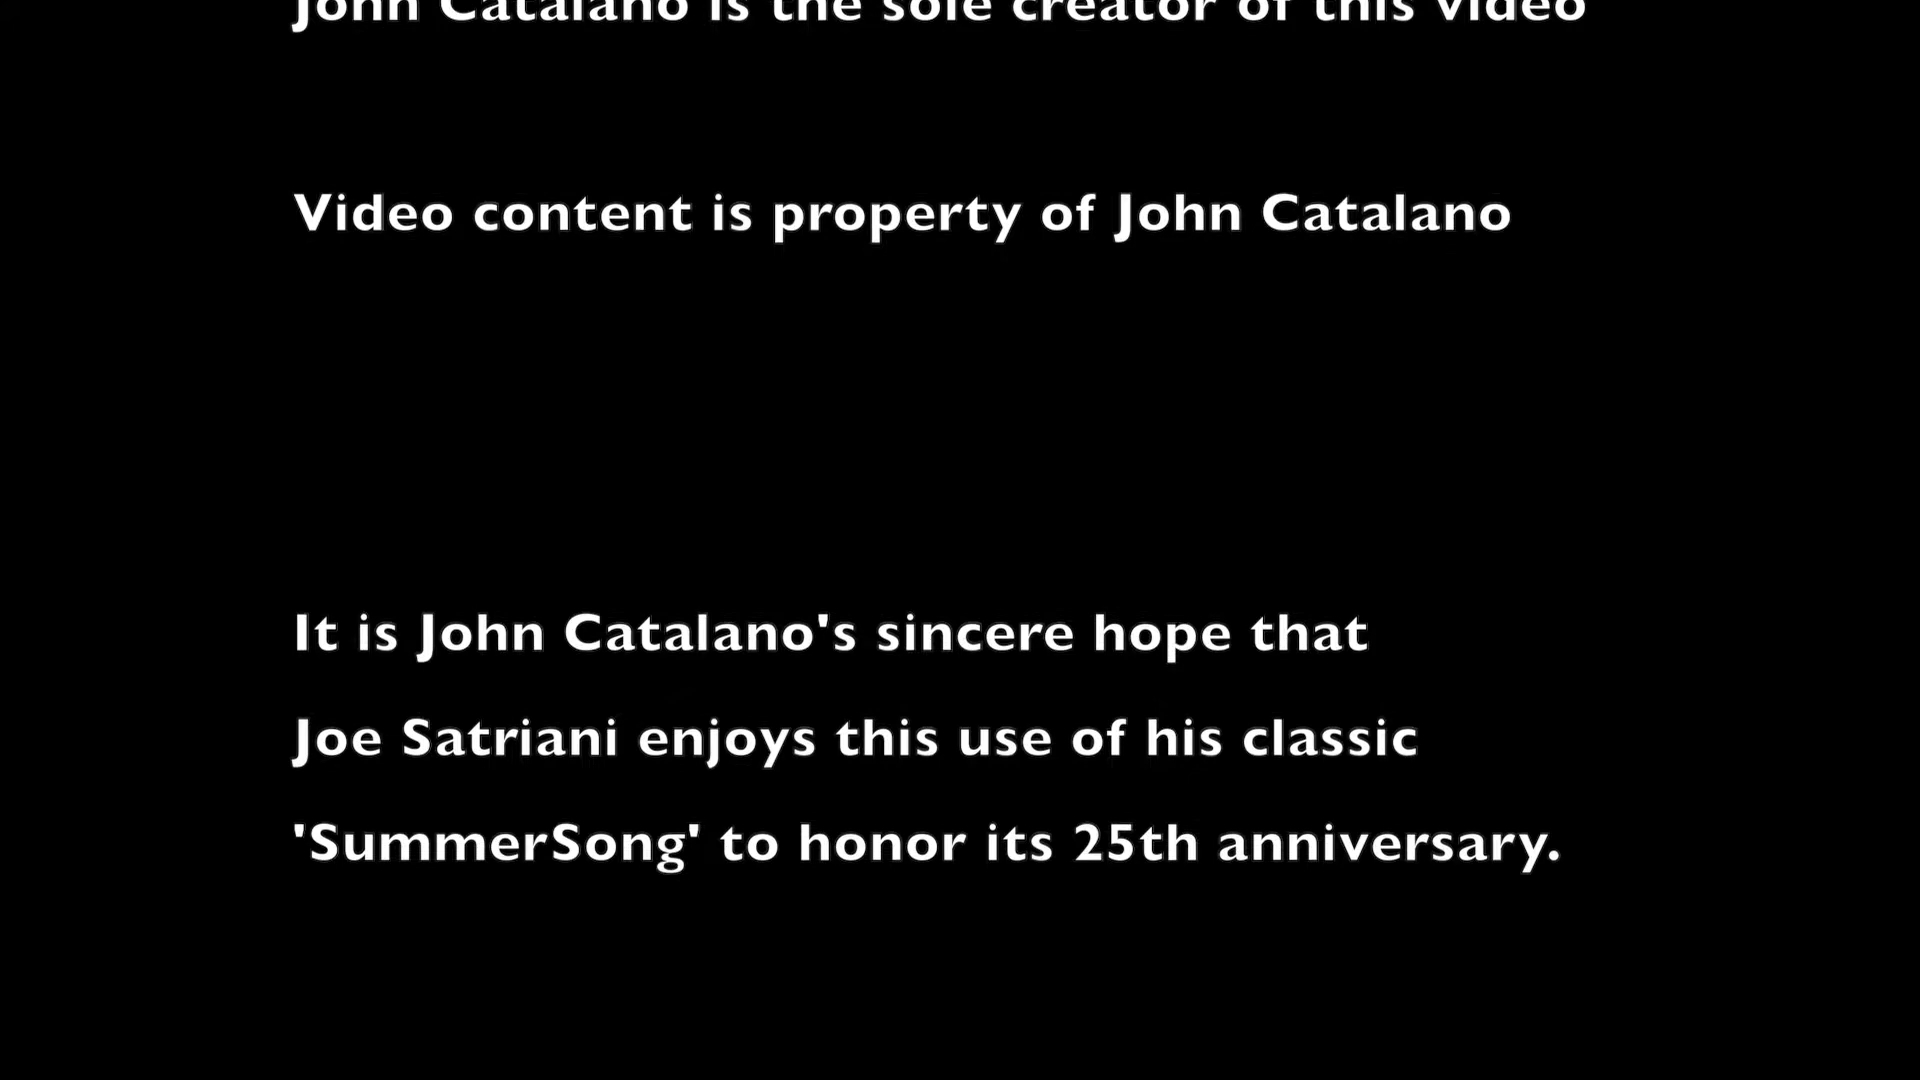 John Catalano is the sole creator of this video
Video content is property of John Catalano
It is John Catalano's sincere hope that
Joe Satriani enjoys this use of his classic
'SummerSong' to honor its 25th anniversary.